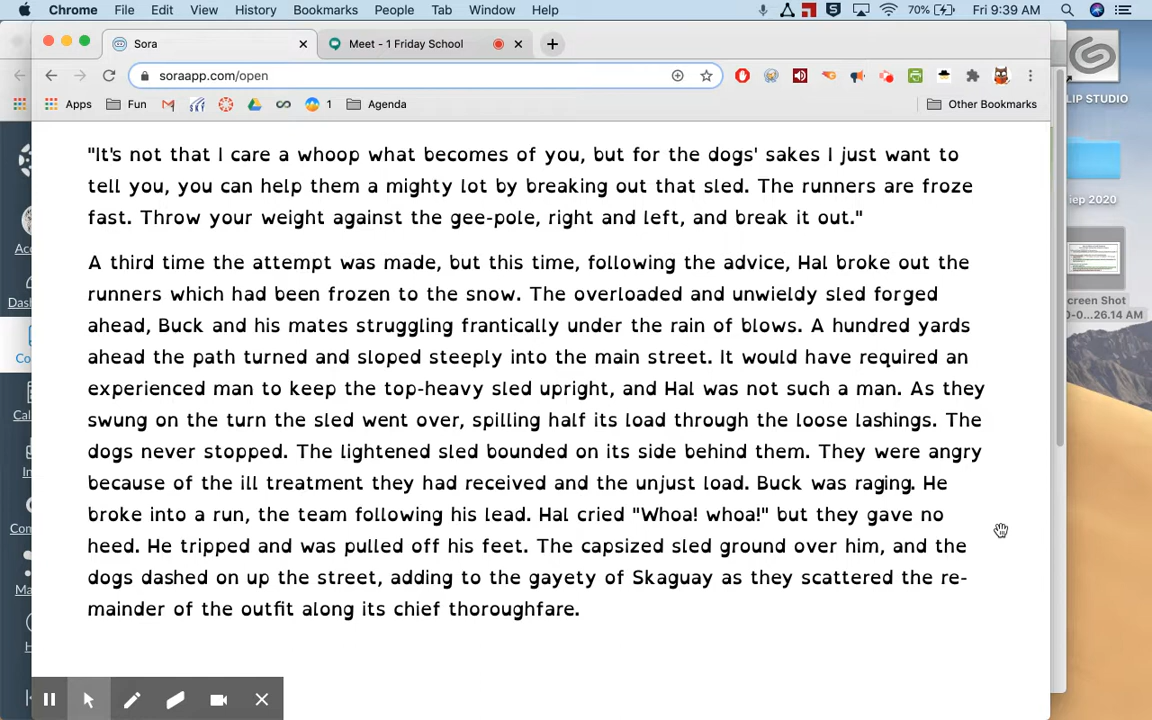 Chrome File Edit View History Bookmarks People Tab Window Help 70% Fri 9:39 AM
Sora Meet - 1 Friday School
soraapp.com/open
Apps Fun 1 Agenda Other Bookmarks
LIP STUDIO
"It's not that I care a whoop what becomes of you, but for the dogs' sakes I just want to
tell you, you can help them a mighty lot by breaking out that sled. The runners are froze
fast. Throw your weight against the gee-pole, right and left, and break it out."
iep 2020
A third time the attempt was made, but this time, following the advice, Hal broke out the
runners which had been frozen to the snow. The overloaded and unwieldy sled forged
creen Shot
0-0...26.14 AM
ahead, Buck and his mates struggling frantically under the rain of blows. A hundred yards
ahead the path turned and sloped steeply into the main street. It would have required an
experienced man to keep the top-heavy sled upright, and Hal was not such a man. As they
swung on the turn the sled went over, spilling half its load through the loose lashings. The
dogs never stopped. The lightened sled bounded on its side behind them. They were angry
because of the ill treatment they had received and the unjust load. Buck was raging. He
broke into a run, the team following his lead. Hal cried "Whoa! whoa!" but they gave no
heed. He tripped and was pulled off his feet. The capsized sled ground over him, and the
dogs dashed on up the street, adding to the gayety of Skaguay as they scattered the re-
mainder of the outfit along its chief thoroughfare.